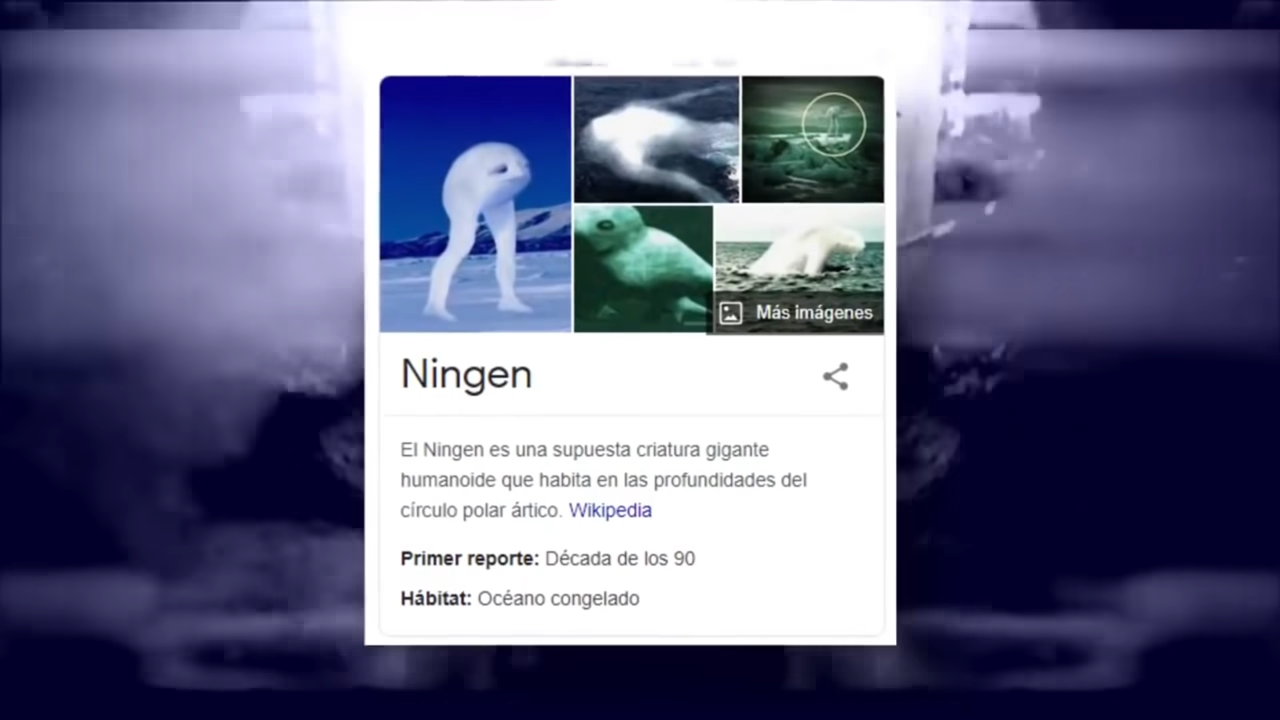 Más imágenes
Ningen
El Ningen es una supuesta criatura gigante
humanoide que habita en las profundidades del
círculo polar ártico. Wikipedia
Primer reporte: Década de los 90
Hábitat: Océano congelado